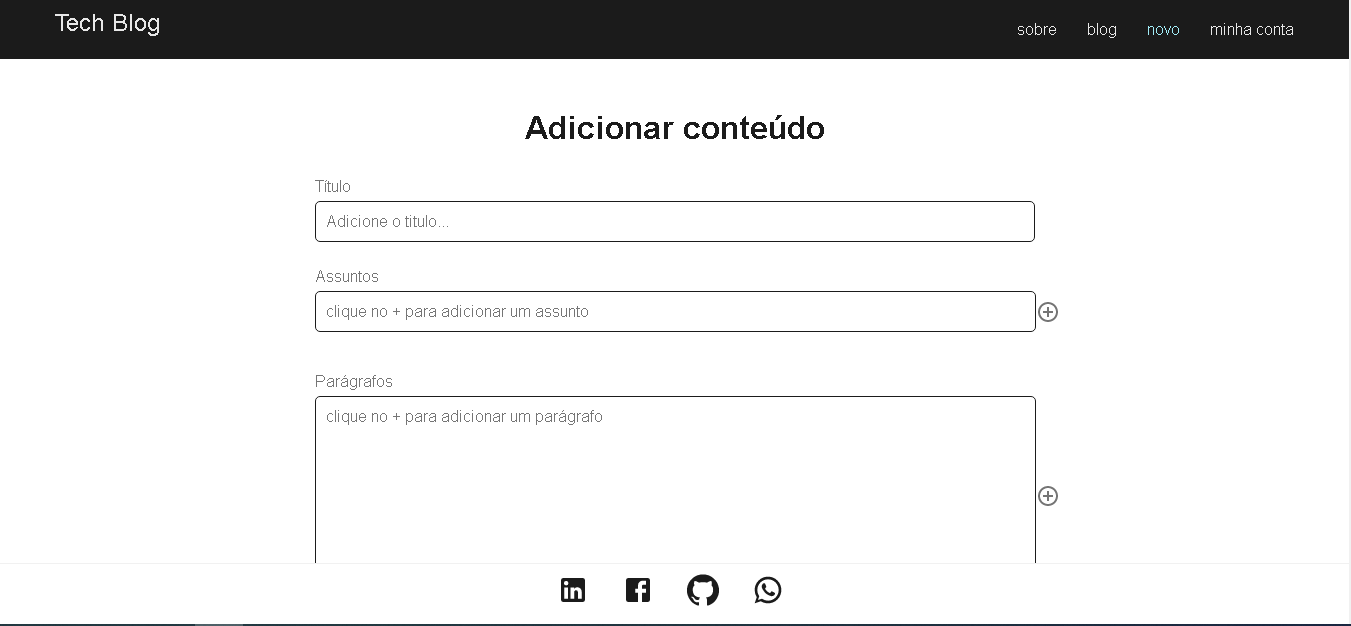 Tech Blog
sobre blog novo minha conta
Adicionar conteúdo
Título
Adicione o titulo...
Assuntos
clique no + para adicionar um assunto
Parágrafos
clique no + para adicionar um parágrafo